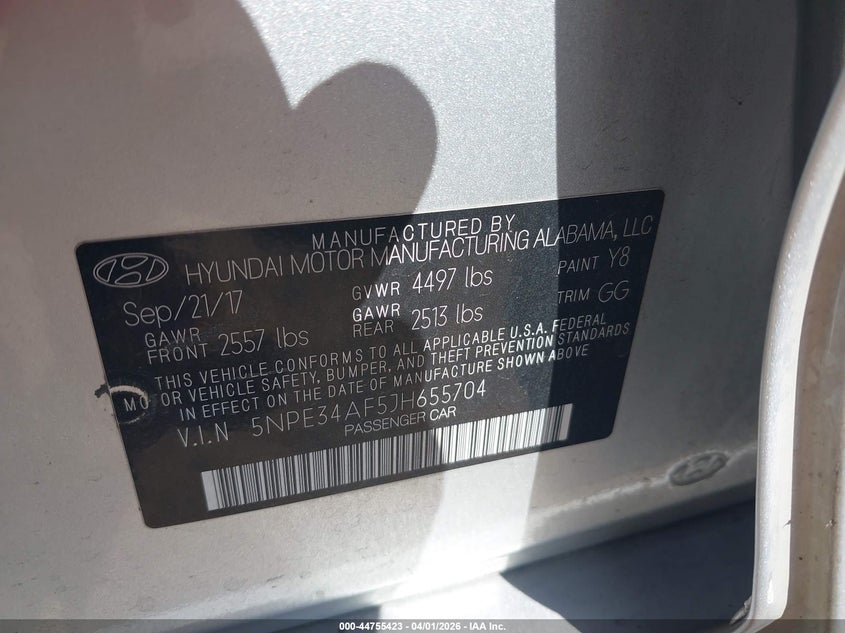 MANUFACTURED BY
HYUNDAI MOTOR MANUFACTURING ALABAMA, LLC
Sep/21/17 GVWR 4497 lbs PAINT Y8
GAWR FRONT 2557 lbs GAWR REAR 2513 lbs TRIM GG
THIS VEHICLE CONFORMS TO ALL APPLICABLE U.S.A. FEDERAL
MOTOR VEHICLE SAFETY, BUMPER, AND THEFT PREVENTION STANDARDS
IN EFFECT ON THE DATE OF MANUFACTURE SHOWN ABOVE
V.I.N 5NPE34AF5JH655704
PASSENGER CAR
000-44755423 - 04/01/2026 - IAA Inc.